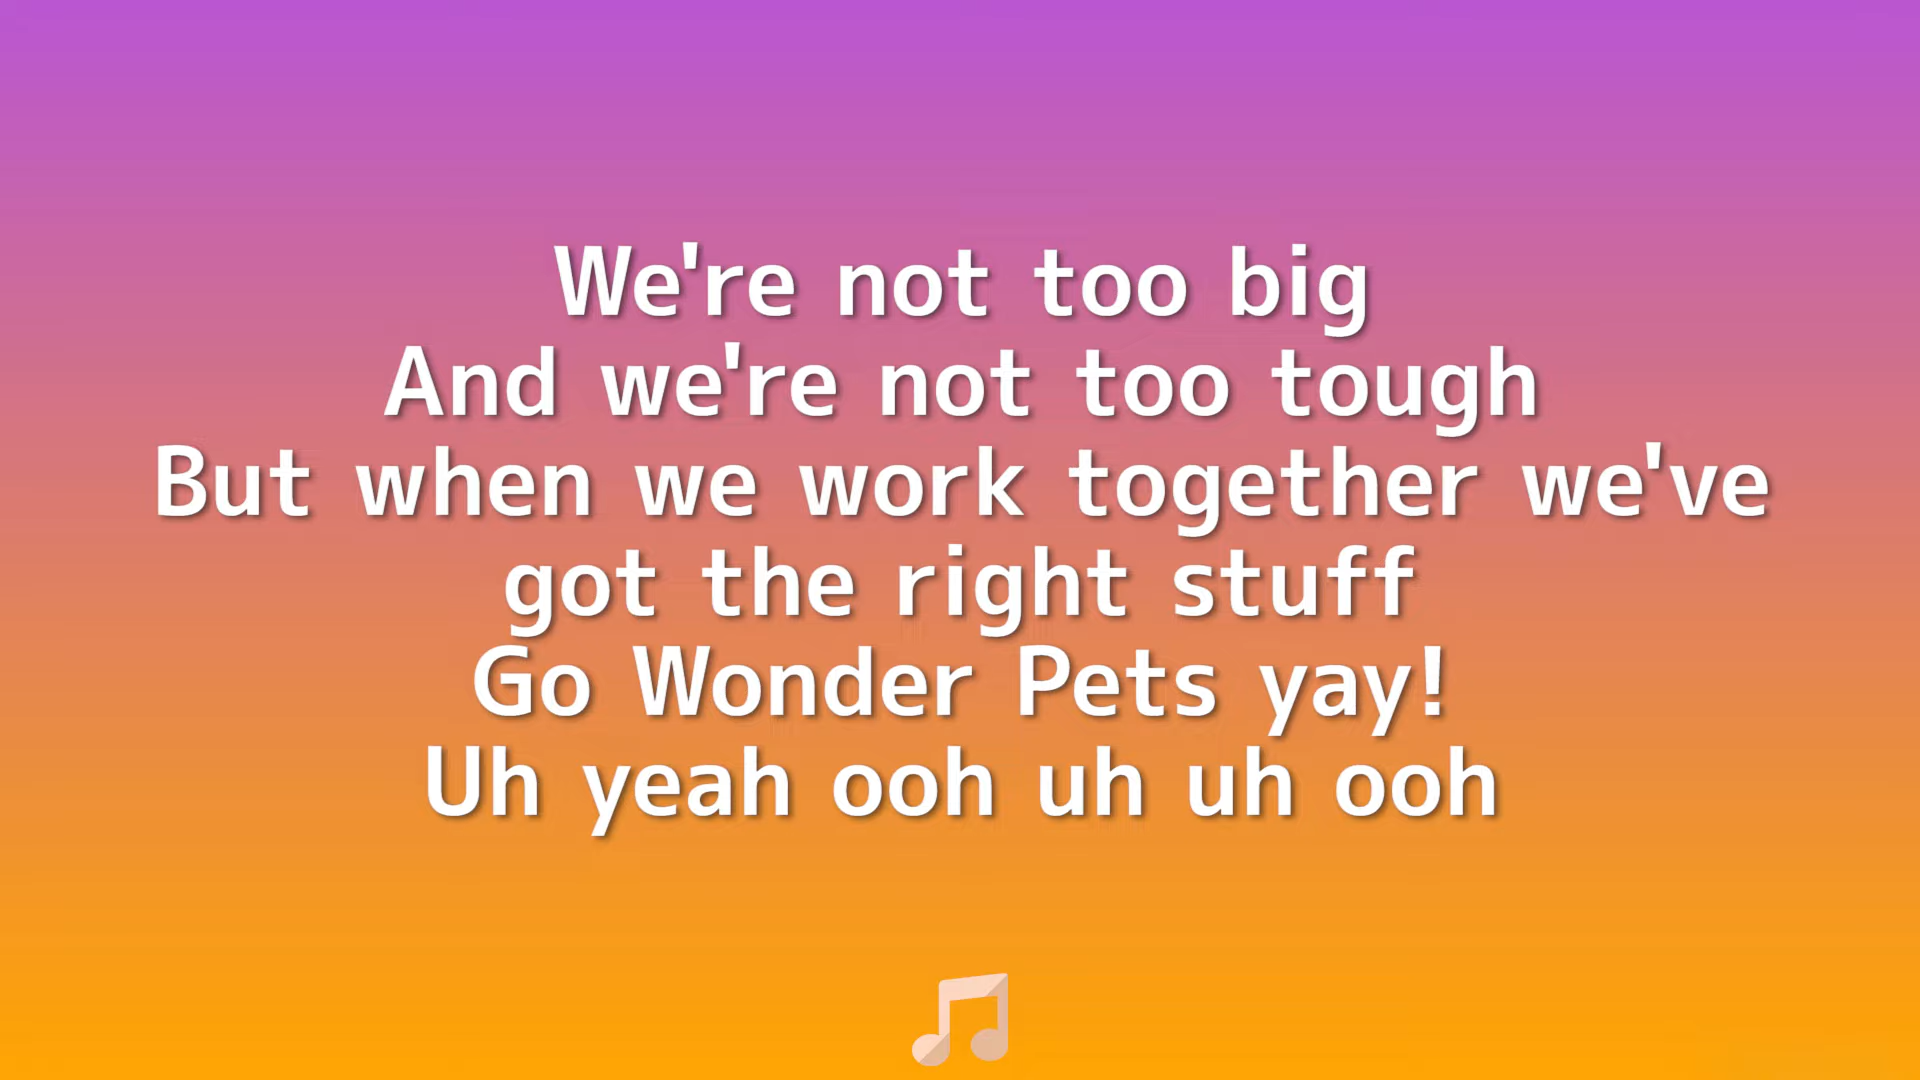 We're not too big
And we're not too tough
But when we work together we've
got the right stuff
Go Wonder Pets yay!
Uh yeah ooh uh uh ooh